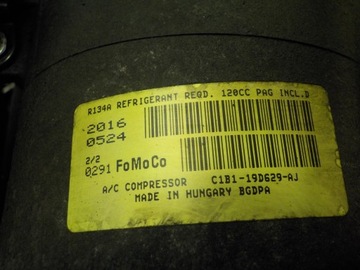 R134A REFRIGERANT REQD. 120CC PAG INCL.D
2016
0524
2/2
0291 FoMoCo
A/C COMPRESSOR C1B1-19D629-AJ
MADE IN HUNGARY BGDPA